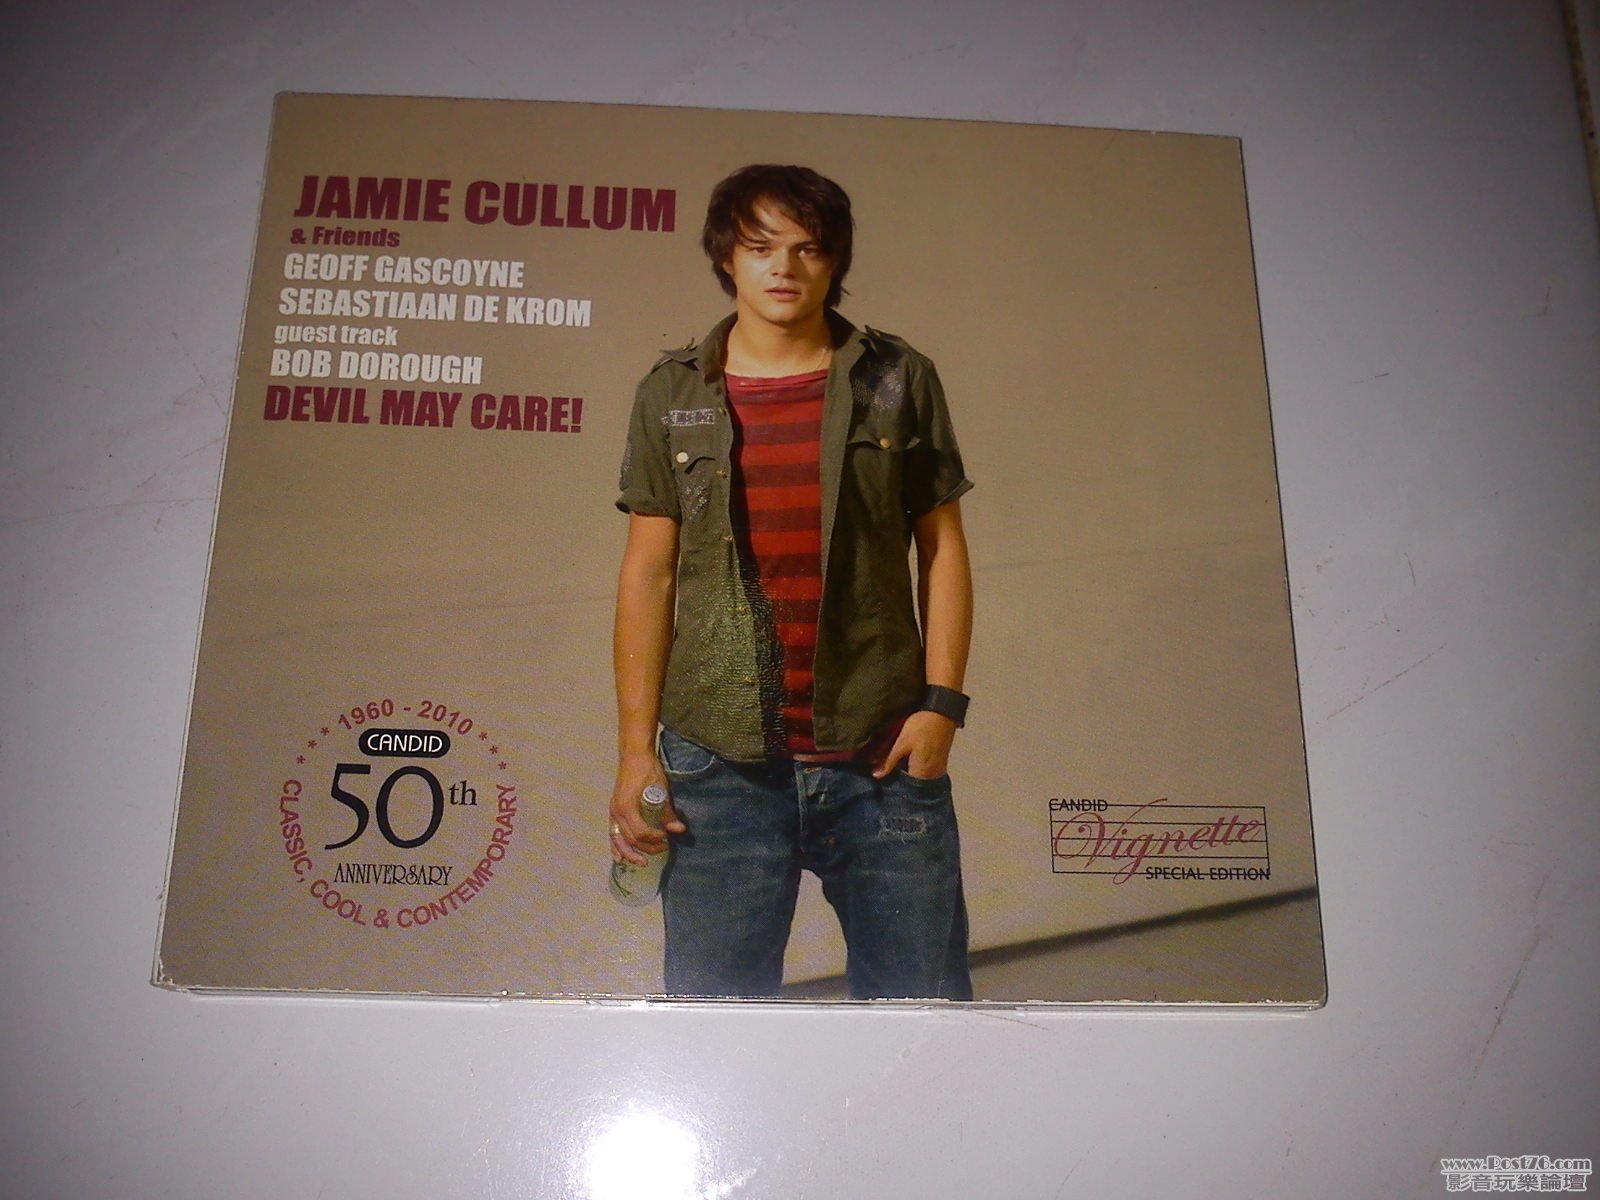 JAMIE CULLUM
& Friends
GEOFF GASCOYNE
SEBASTIAAN DE KROM
guest track
BOB DOROUGH
DEVIL MAY CARE!
* * 1960 - 2010 * *
CANDID
50th
ANNIVERSARY
CLASSIC, COOL & CONTEMPORARY
CANDID
Vignette
SPECIAL EDITION
www.Post76.com
影音玩樂論壇